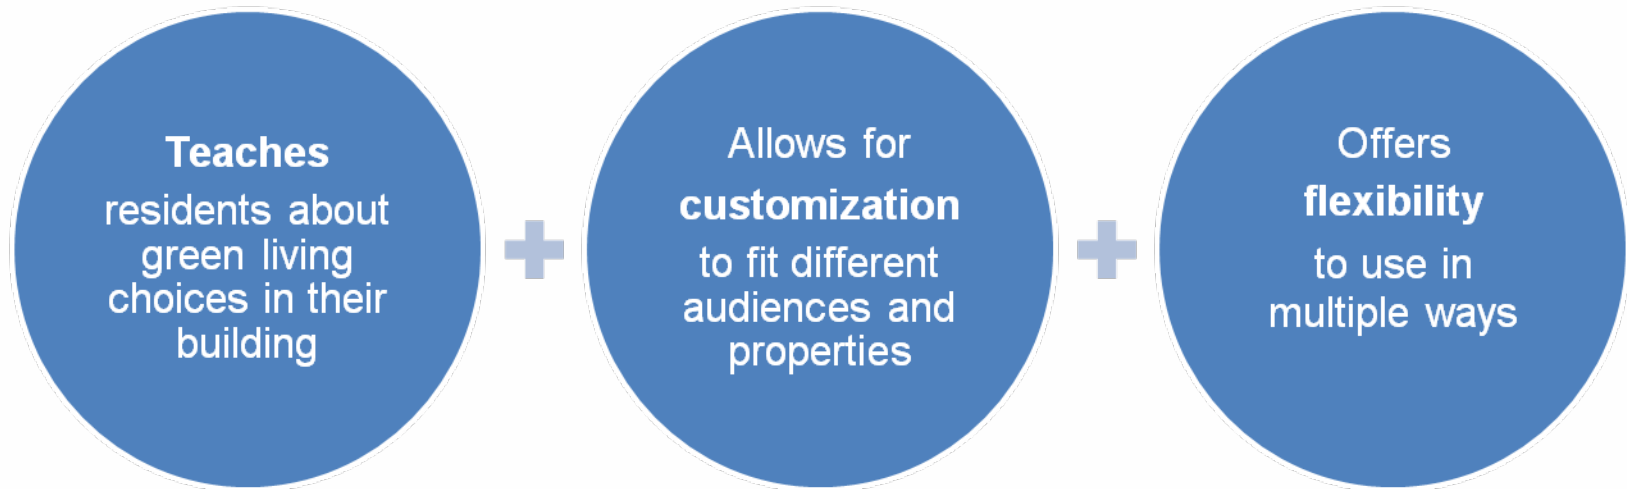 Teaches
residents about
green living
choices in their
building
Allows for
customization
to fit different
audiences and
properties
Offers
flexibility
to use in
multiple ways